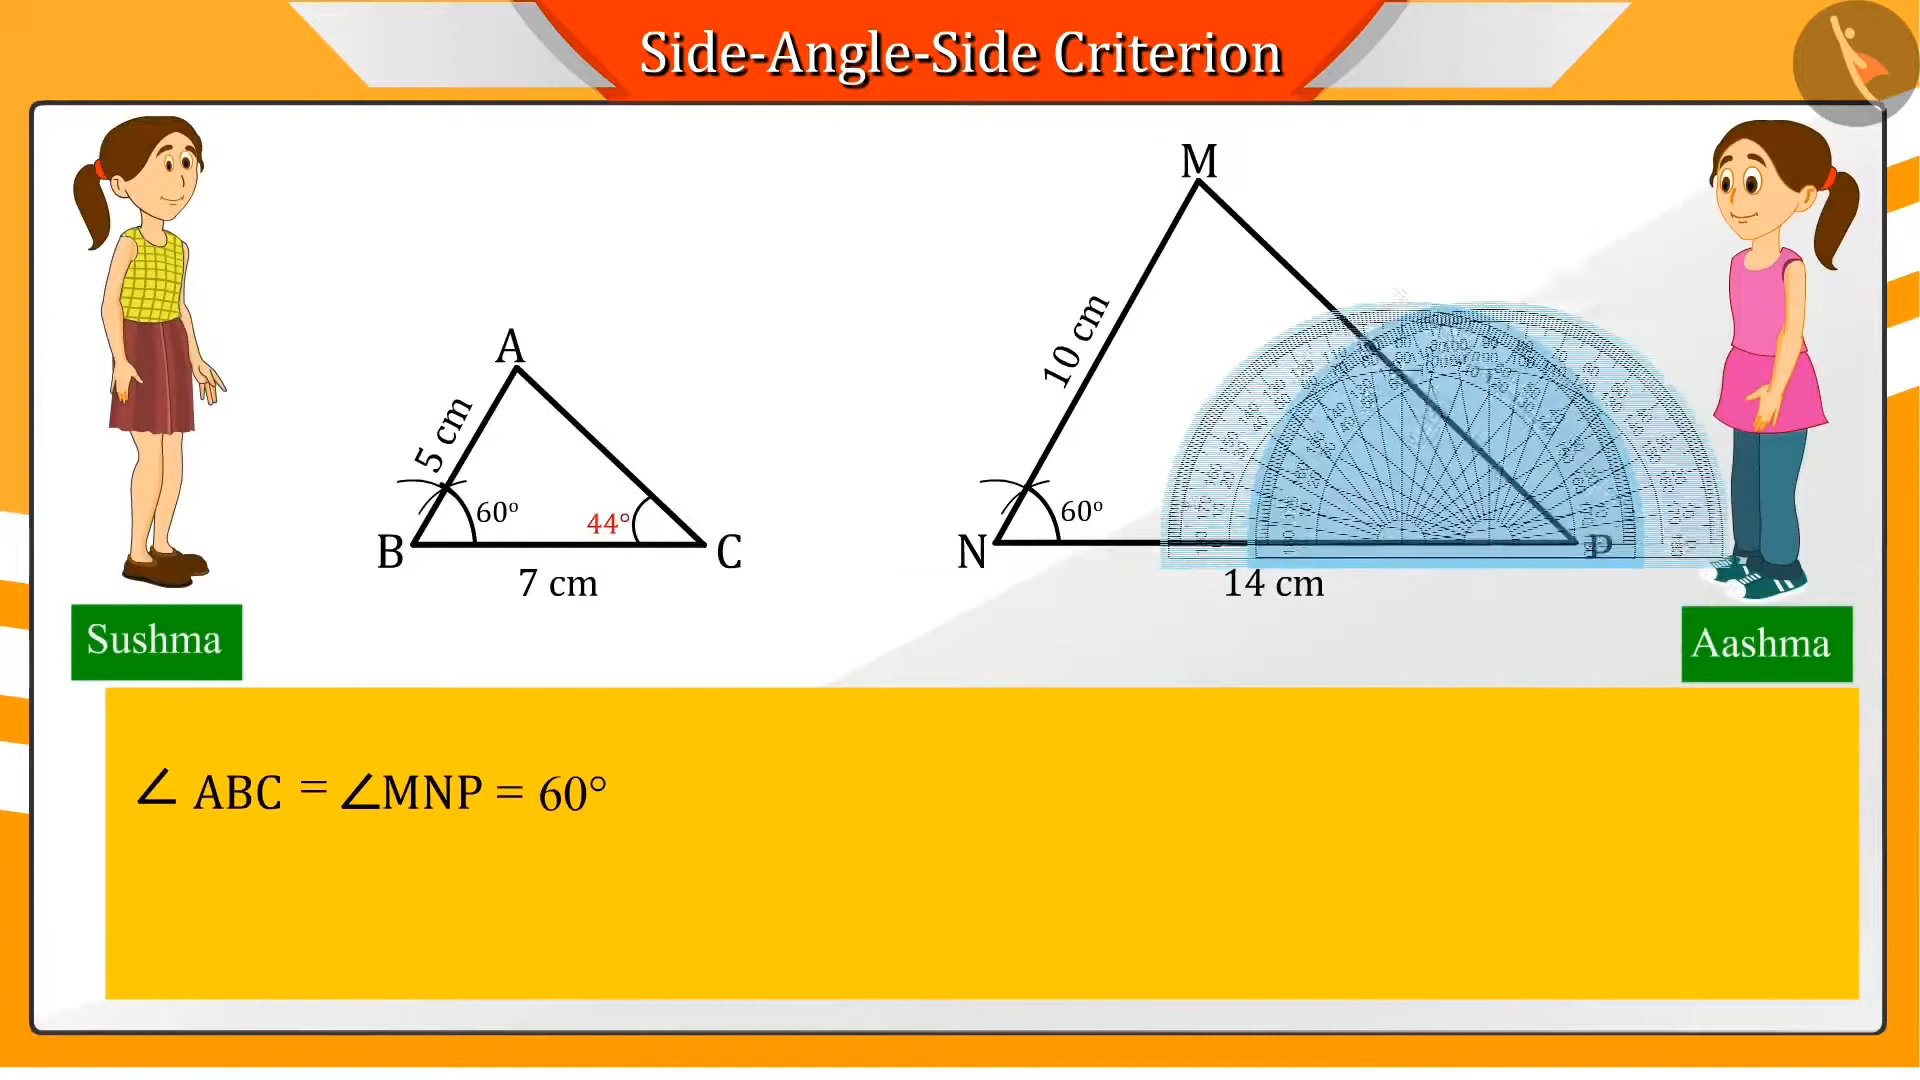 Side-Angle-Side Criterion
M
10 cm
A
5 cm
60°
44°
B
C
7 cm
60°
N
P
14 cm
Sushma
Aashma
∠ ABC = ∠MNP = 60°